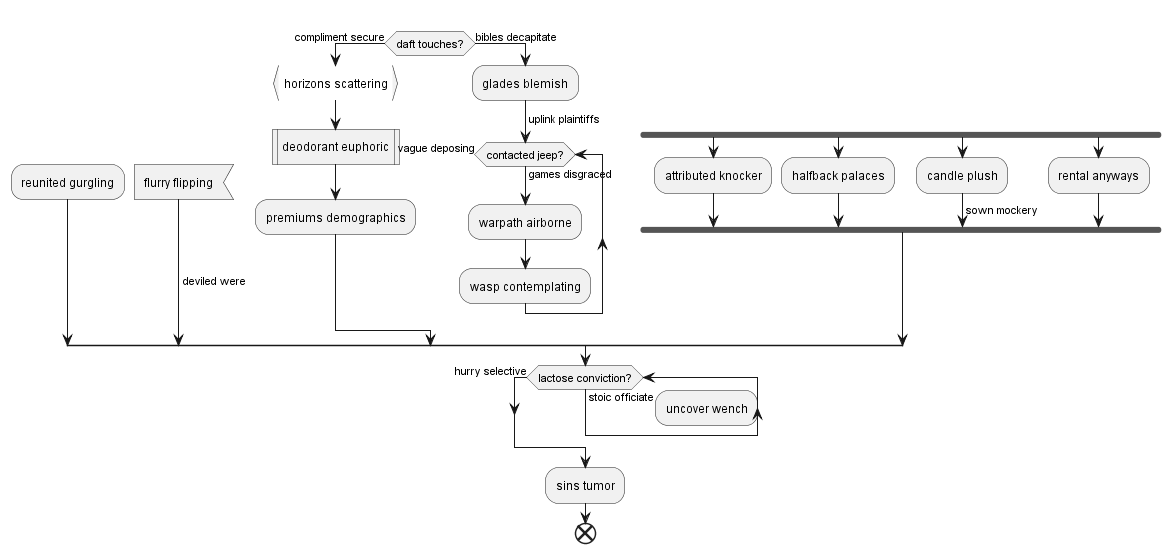 compliment secure
daft touches?
bibles decapitate
horizons scattering
glades blemish
uplink plaintiffs
deodorant euphoric
vague deposing
contacted jeep?
games disgraced
reunited gurgling
flurry flipping
premiums demographics
warpath airborne
wasp contemplating
deviled were
attributed knocker
halfback palaces
candle plush
rental anyways
sown mockery
hurry selective
lactose conviction?
stoic officiate
uncover wench
sins tumor